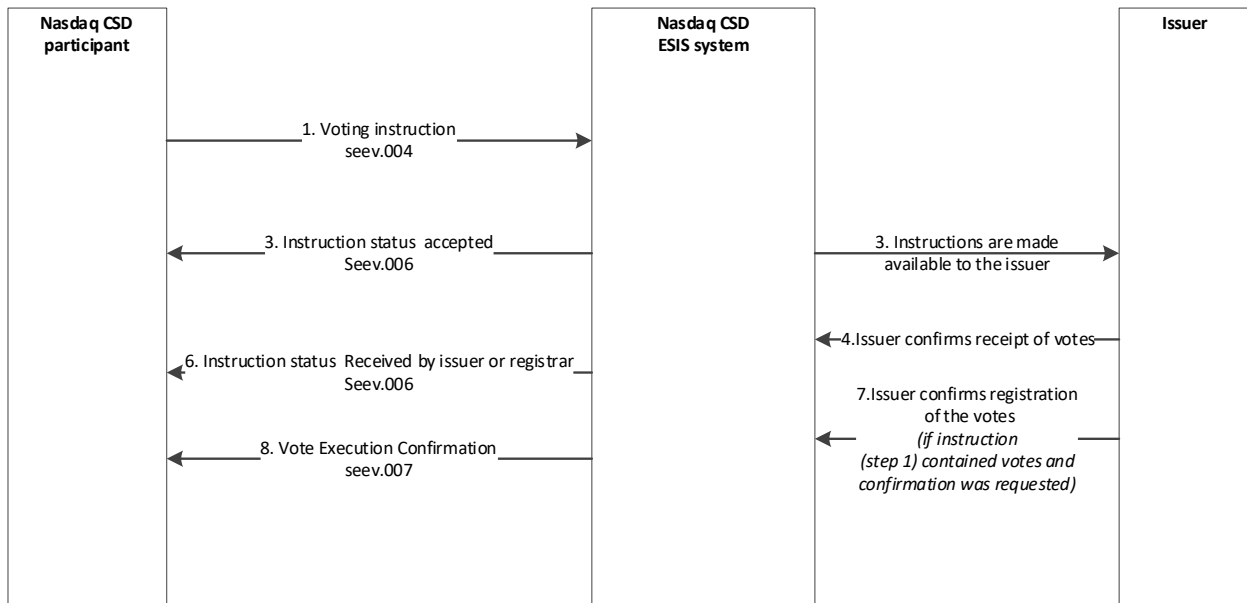 Nasdaq CSD
participant
Nasdaq CSD
ESIS system
Issuer
1. Voting instruction
seev.004
3. Instruction status accepted
Seev.006
3. Instructions are made
available to the issuer
4.Issuer confirms receipt of votes
6. Instruction status Received by issuer or registrar
Seev.006
7.Issuer confirms registration
of the votes
(if instruction
(step 1) contained votes and
confirmation was requested)
8. Vote Execution Confirmation
seev.007